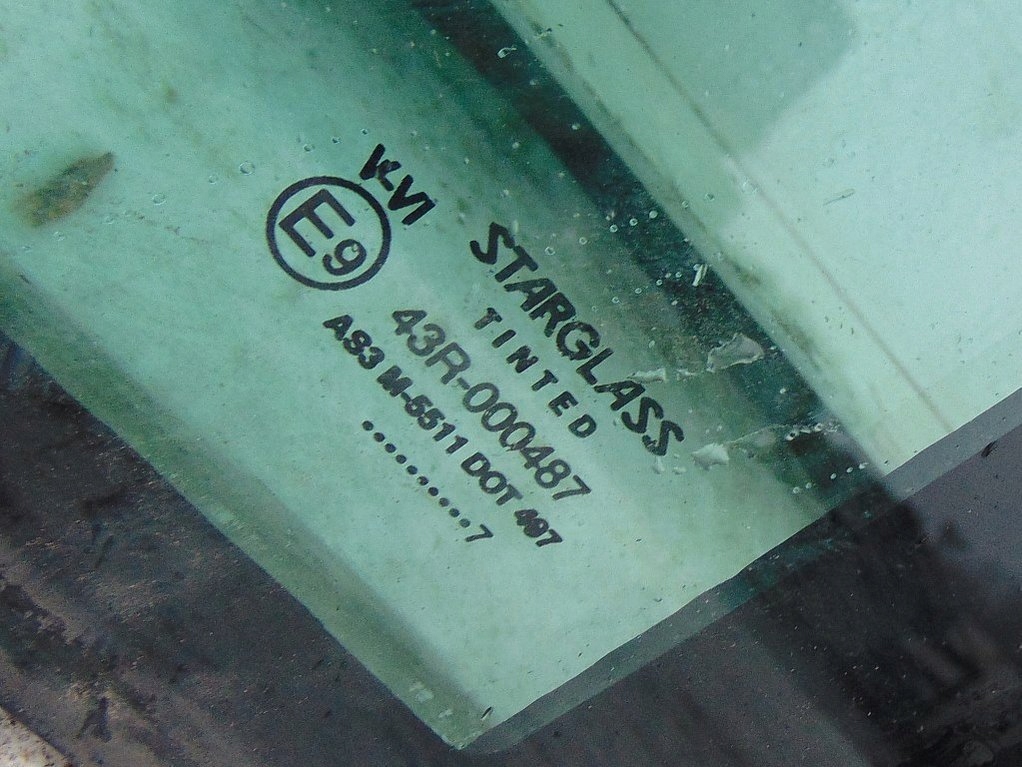 V-VI
STARGLASS
TINTED
E9
43R-000487
AS3 M-5511 DOT 497
..........7